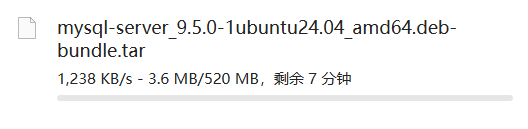 mysql-server_9.5.0-1ubuntu24.04_amd64.deb-
bundle.tar
1,238 KB/s - 3.6 MB/520 MB，剩余 7 分钟